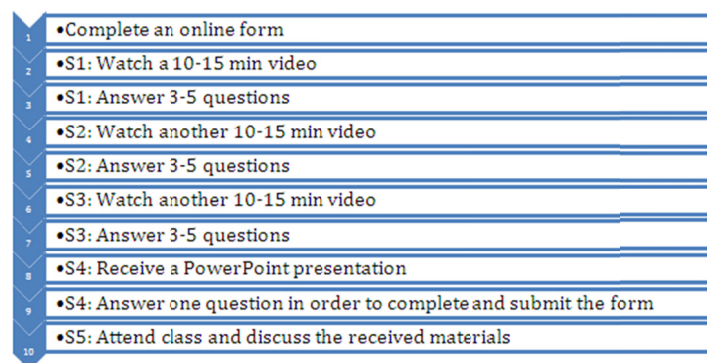 1 •Complete an online form
2 •S1: Watch a 10-15 min video
3 •S1: Answer 3-5 questions
4 •S2: Watch another 10-15 min video
5 •S2: Answer 3-5 questions
6 •S3: Watch another 10-15 min video
7 •S3: Answer 3-5 questions
8 •S4: Receive a PowerPoint presentation
9 •S4: Answer one question in order to complete and submit the form
10 •S5: Attend class and discuss the received materials